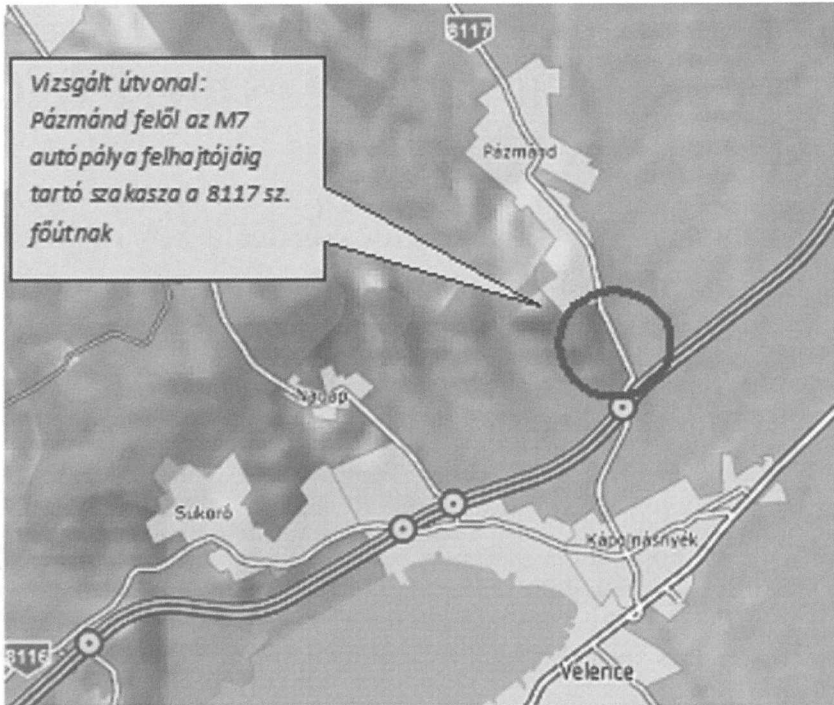 8117
Vizsgált útvonal:
Pázmánd felől az M7
autópálya felhajtójáig
tartó szakasza a 8117 sz.
főútnak
Pázmánd
Nadap
Sukoró
Kápolnásnyék
8116
Velence